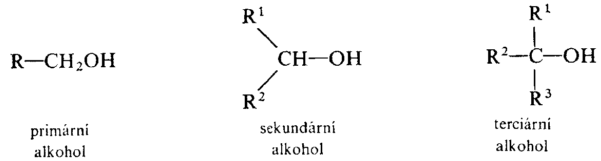 R—CH₂OH
R¹
CH—OH
R²
R¹
R²—C—OH
R³
primární
alkohol
sekundární
alkohol
terciární
alkohol